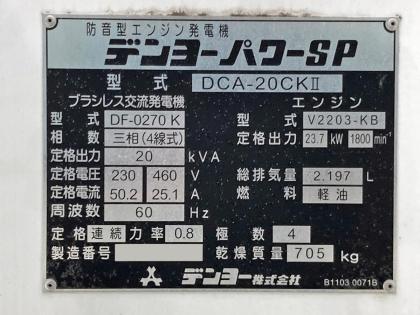 防音型エンジン発電機
デンヨーパワーSP
型式 DCA-20CKⅡ
ブラシレス交流発電機 エンジン
型式 DF-0270K 型式 V2203-KB
相数 三相(4線式) 定格出力 23.7 kW 1800 min⁻¹
定格出力 20 kVA
定格電圧 230 460 V 総排気量 2.197 L
定格電流 50.2 25.1 A 燃料 軽油
周波数 60 Hz
定格 連続 力率 0.8 極数 4
製造番号 乾燥質量 705 kg
デンヨー株式会社 B1103 0071B